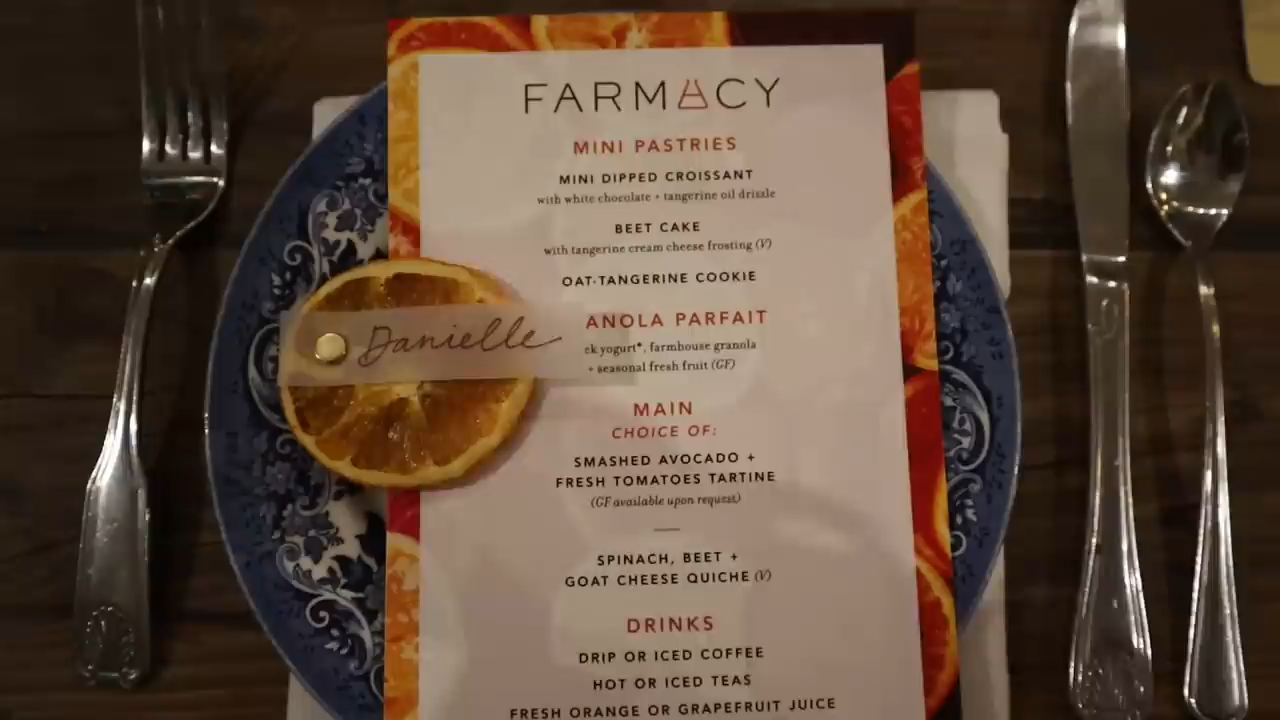 FARMACY
MINI PASTRIES
MINI DIPPED CROISSANT
with white chocolate + tangerine oil drizzle
BEET CAKE
with tangerine cream cheese frosting (V)
OAT-TANGERINE COOKIE
ANOLA PARFAIT
Danielle
ek yogurt*, farmhouse granola
+ seasonal fresh fruit (GF)
MAIN
CHOICE OF:
SMASHED AVOCADO +
FRESH TOMATOES TARTINE
(GF available upon request)
SPINACH, BEET +
GOAT CHEESE QUICHE (V)
DRINKS
DRIP OR ICED COFFEE
HOT OR ICED TEAS
FRESH ORANGE OR GRAPEFRUIT JUICE